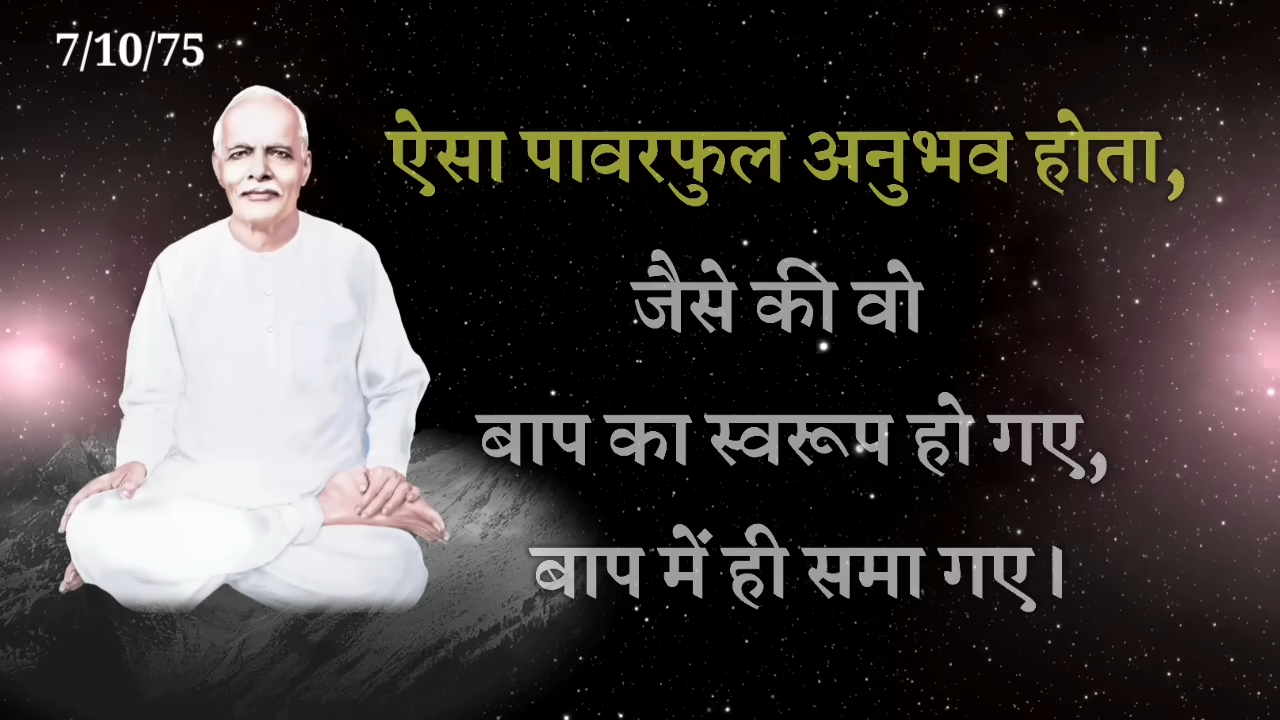 7/10/75
ऐसा पावरफुल अनुभव होता,
जैसे की वो
बाप का स्वरूप हो गए,
बाप में ही समा गए।